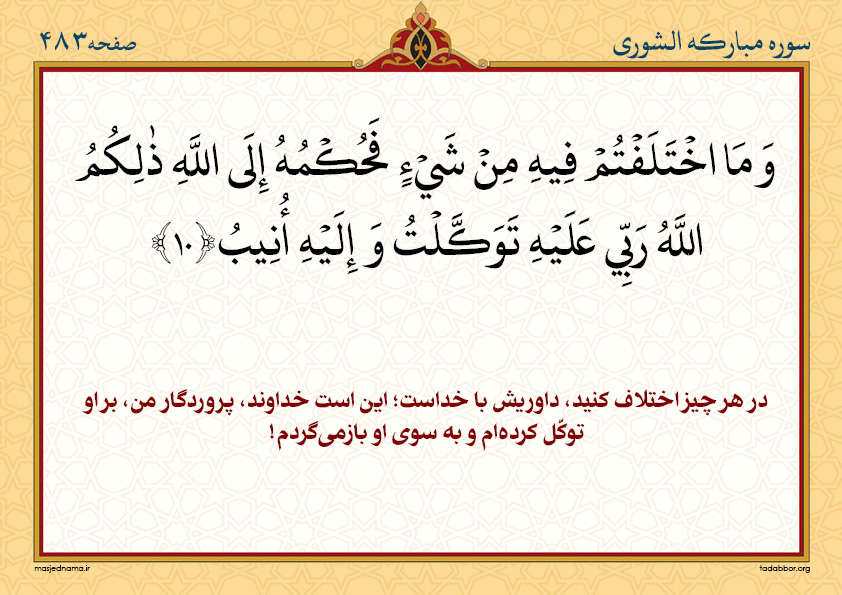 سوره مبارکه الشوری
صفحه۴۸۳
وَ مَا اخْتَلَفْتُمْ فِيهِ مِنْ شَيْءٍ فَحُكْمُهُ إِلَى اللَّهِ ذٰلِكُمُ
اللَّهُ رَبِّي عَلَيْهِ تَوَكَّلْتُ وَ إِلَيْهِ أُنِيبُ ﴿۱۰﴾
در هر چیز اختلاف کنید، داوریش با خداست؛ این است خداوند، پروردگار من، بر او
توکّل کرده‌ام و به سوی او بازمی‌گردم!
masjednama.ir
tadabbor.org